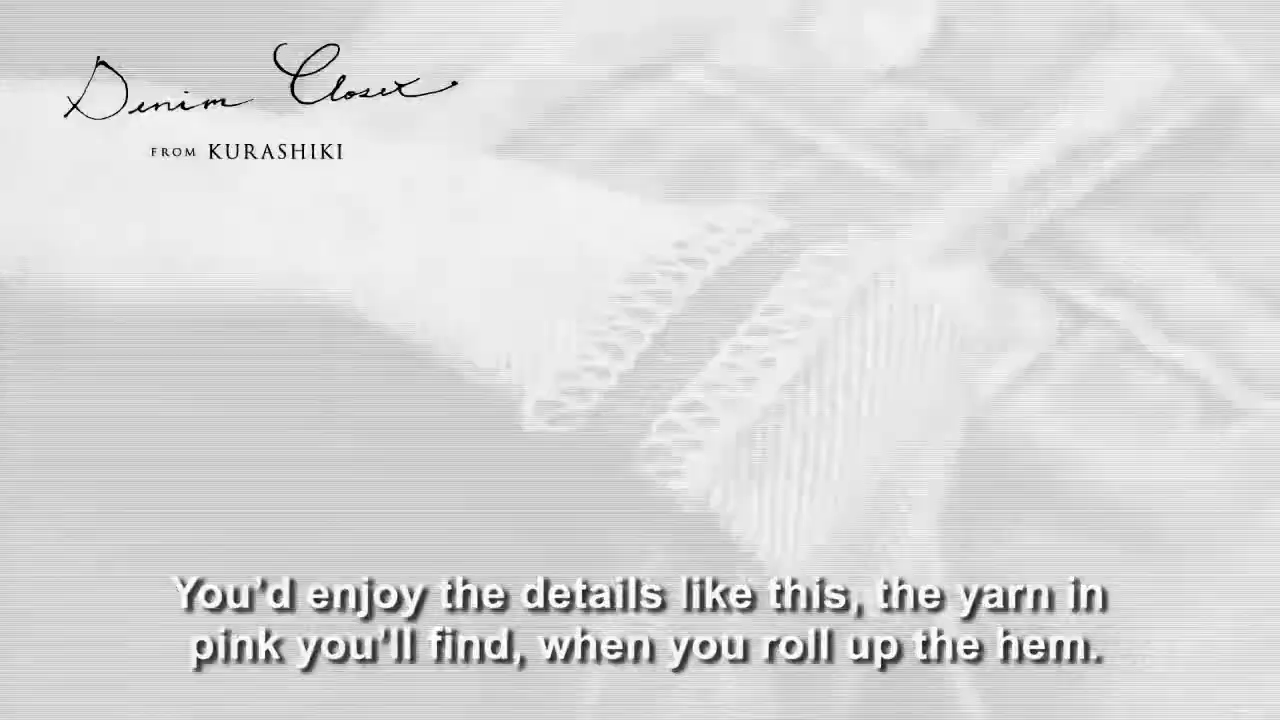 Denim Closet
FROM KURASHIKI
You'd enjoy the details like this, the yarn in
pink you'll find, when you roll up the hem.